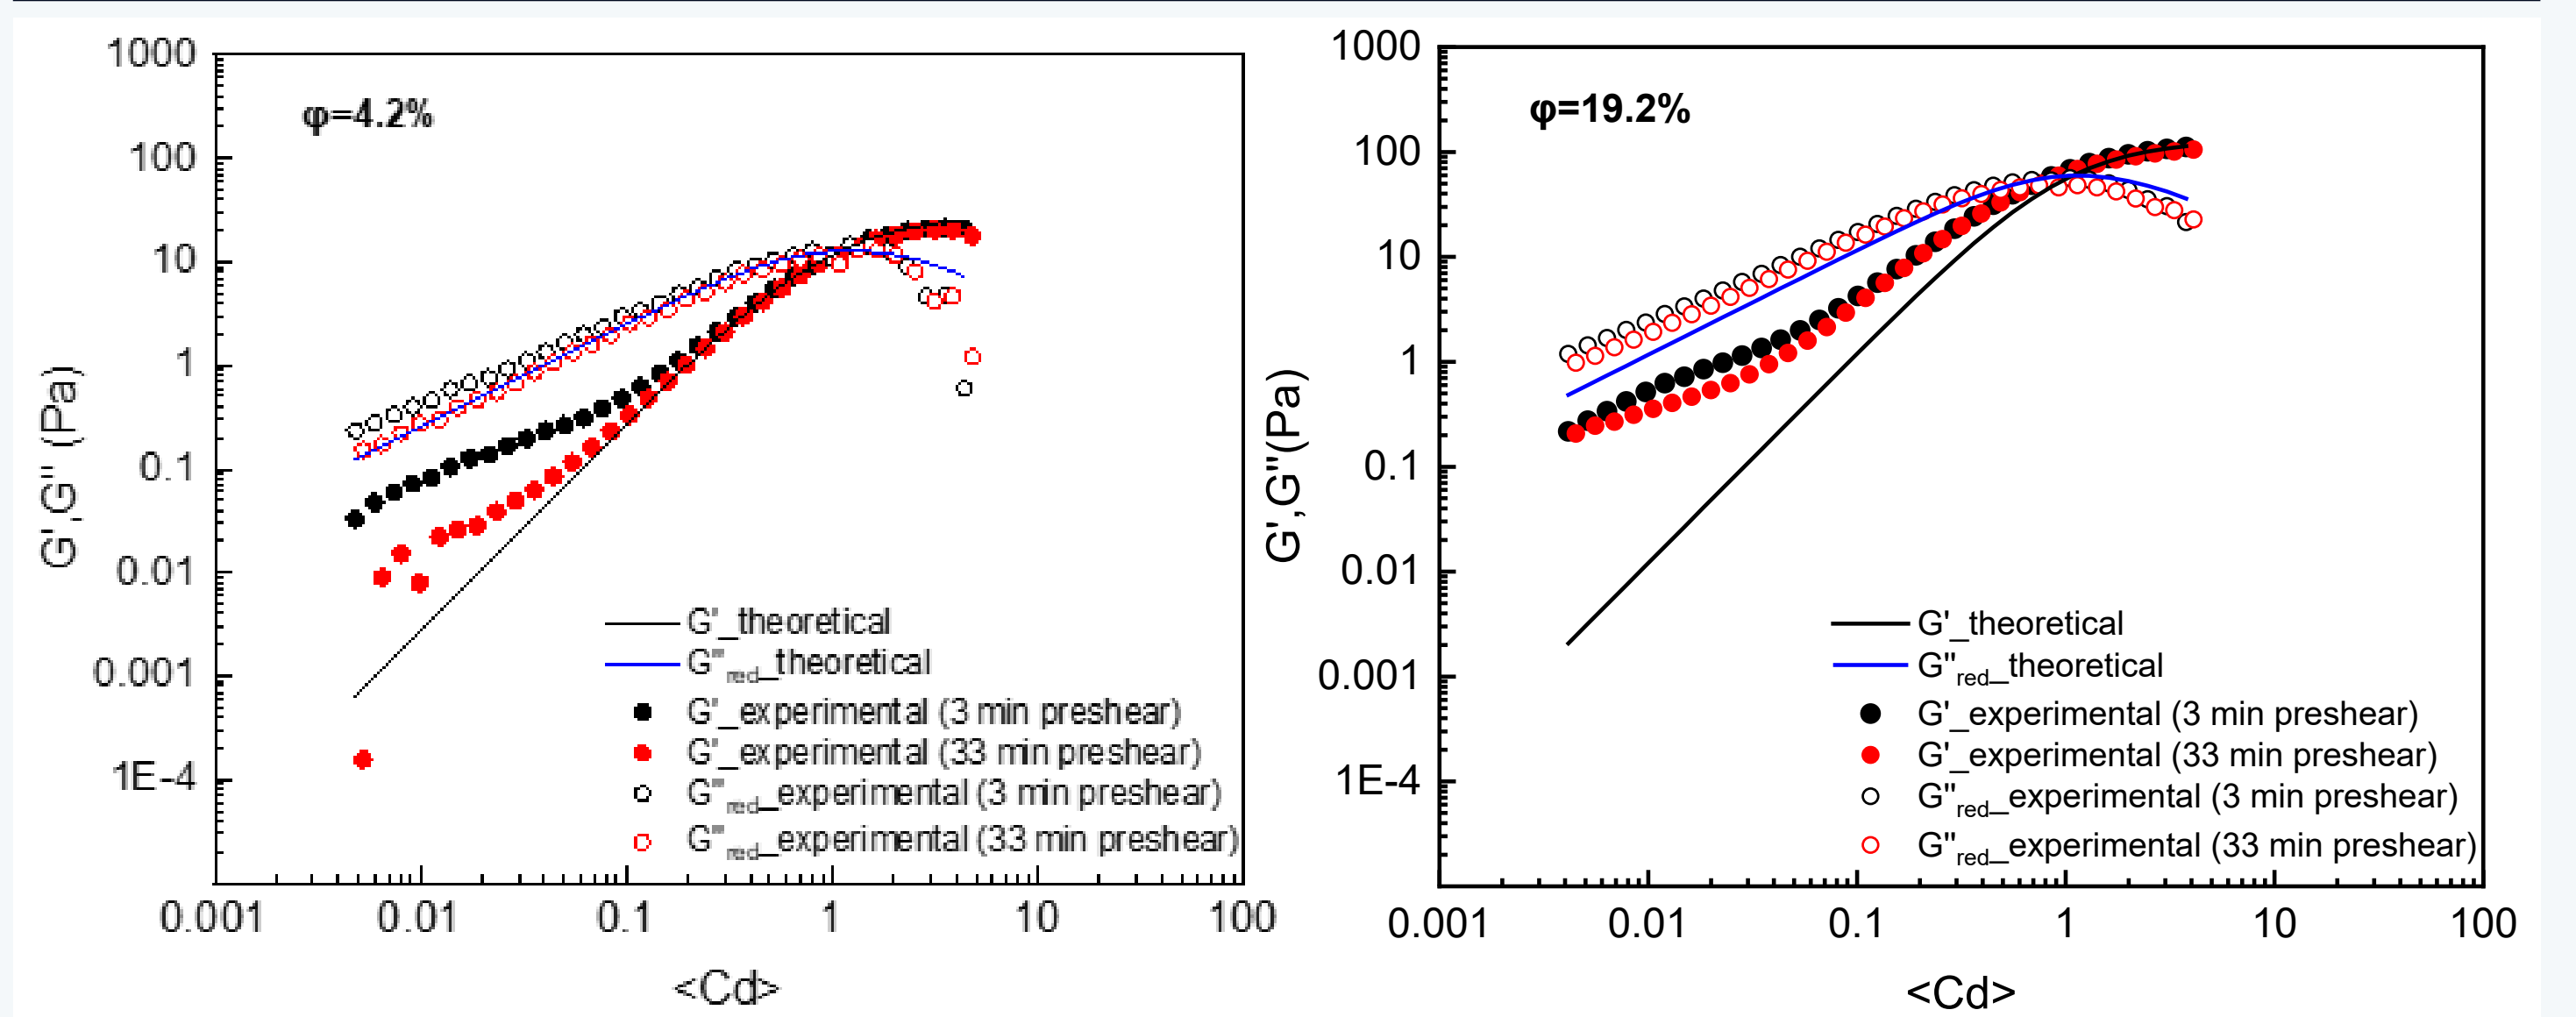 φ=4.2%
1000
100
10
1
0.1
0.01
0.001
1E-4
G',G'' (Pa)
G'_theoretical
G''red_theoretical
G'_experimental (3 min preshear)
G'_experimental (33 min preshear)
G''red_experimental (3 min preshear)
G''red_experimental (33 min preshear)
0.001 0.01 0.1 1 10 100
<Cd>
φ=19.2%
1000
100
10
1
0.1
0.01
0.001
1E-4
G',G''(Pa)
G'_theoretical
G''red_theoretical
G'_experimental (3 min preshear)
G'_experimental (33 min preshear)
G''red_experimental (3 min preshear)
G''red_experimental (33 min preshear)
0.001 0.01 0.1 1 10 100
<Cd>